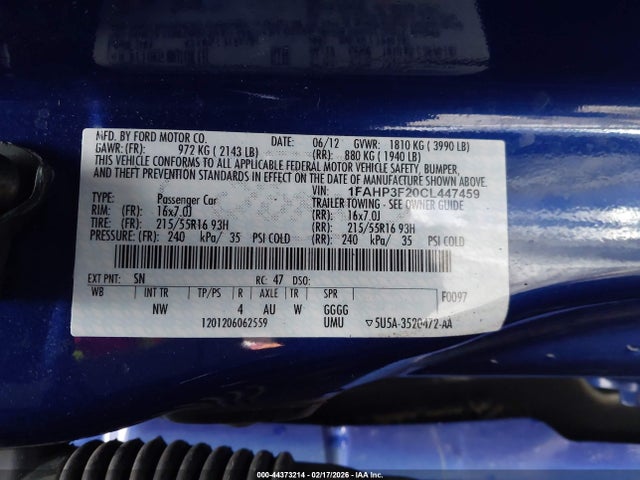 MFD. BY FORD MOTOR CO.
DATE: 06/12 GVWR: 1810 KG ( 3990 LB)
GAWR: (FR): 972 KG ( 2143 LB) (RR): 880 KG ( 1940 LB)
THIS VEHICLE CONFORMS TO ALL APPLICABLE FEDERAL MOTOR VEHICLE SAFETY, BUMPER,
AND THEFT PREVENTION STANDARDS IN EFFECT ON THE DATE OF MANUFACTURE SHOWN ABOVE.
VIN: 1FAHP3F20CL447459
TYPE: Passenger Car TRAILER TOWING - SEE OWNER GUIDE
RIM: (FR): 16x7.0J (RR): 16x7.0J
TIRE: (FR): 215/55R16 93H (RR): 215/55R16 93H
PRESSURE: (FR): 240 kPa/ 35 PSI COLD (RR): 240 kPa/ 35 PSI COLD
EXT PNT: SN RC: 47 DSO: F0097
WB INT TR TP/PS R AXLE TR SPR
NW 4 AU W GGGG
1201206062559 UMU ▽5U5A-3520472-AA
000-44373214 - 02/17/2026 - IAA Inc.